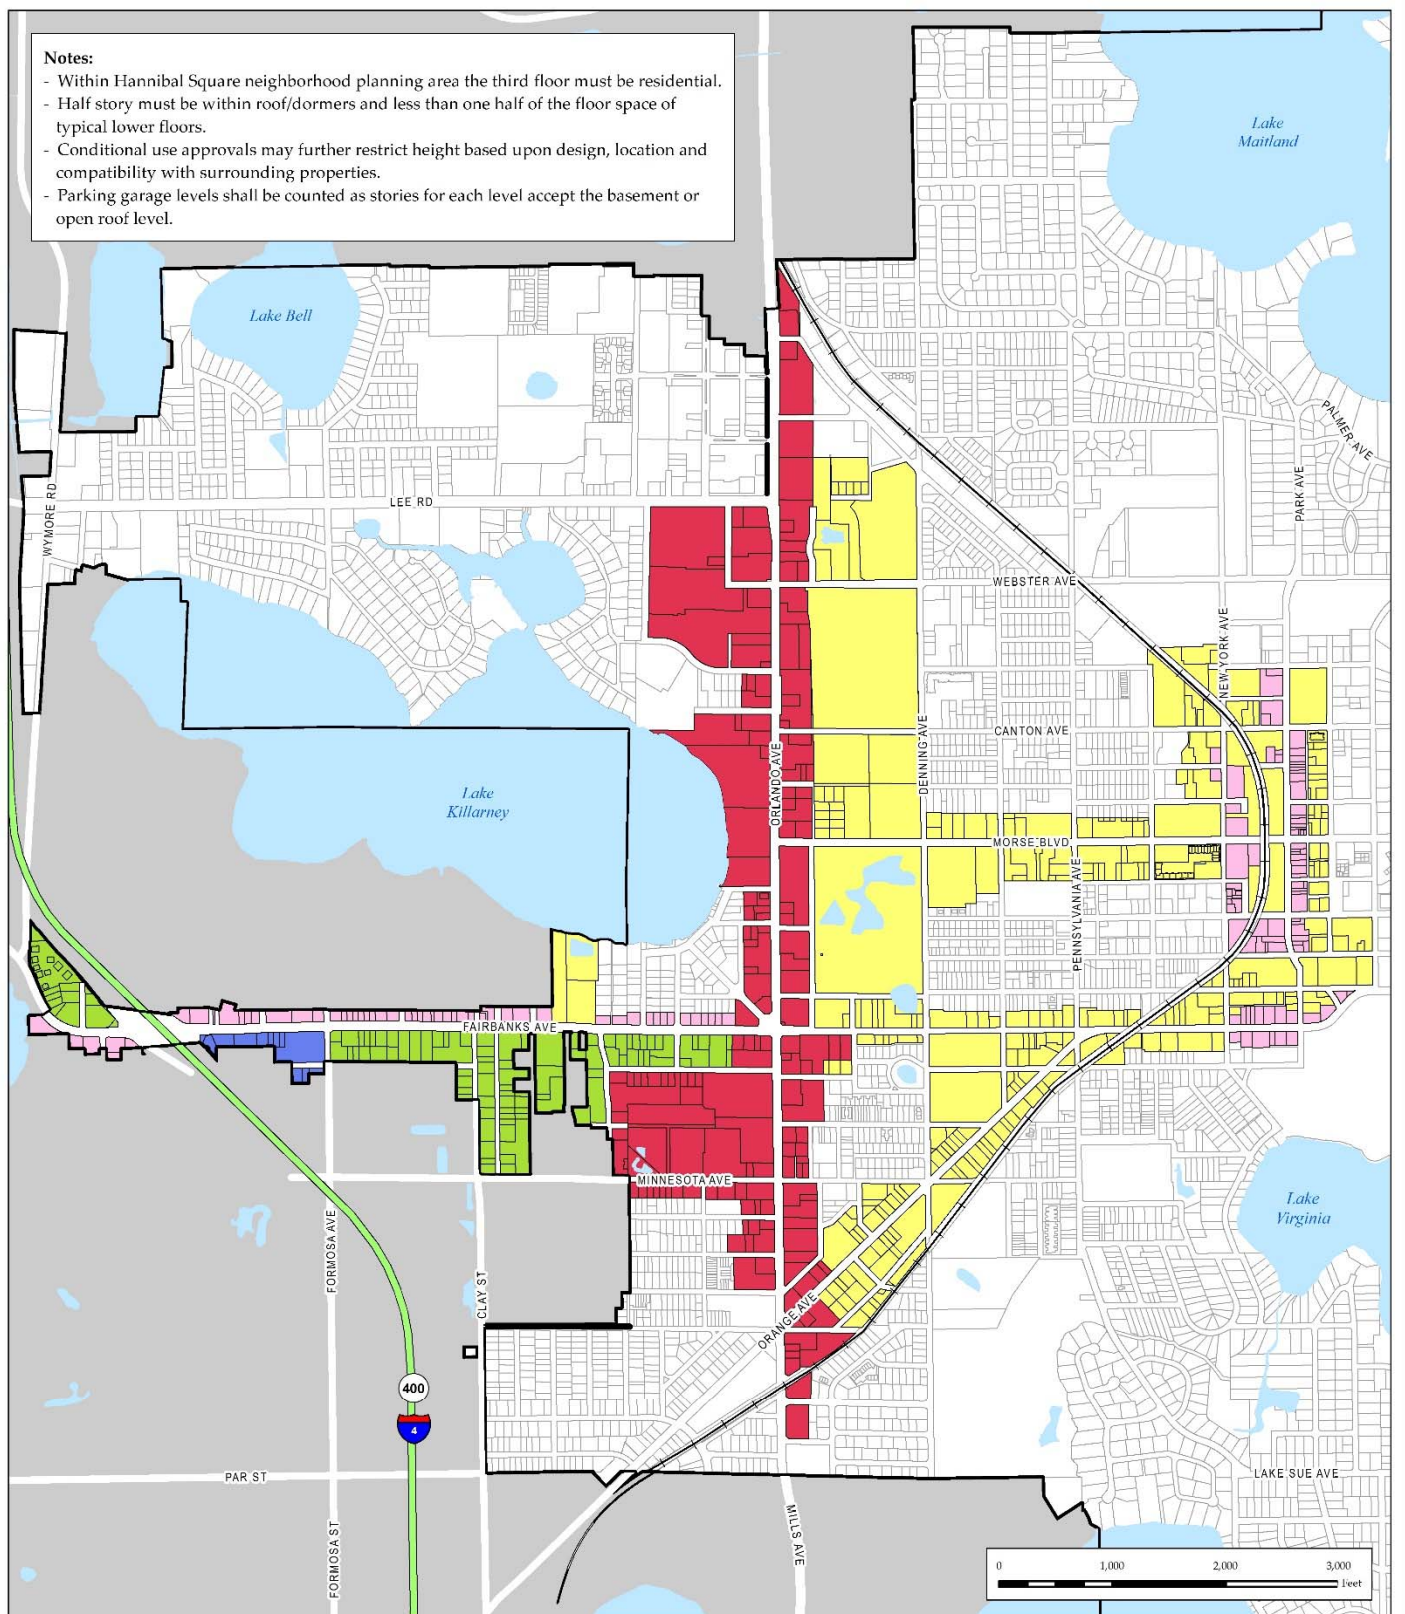 Notes:
- Within Hannibal Square neighborhood planning area the third floor must be residential.
- Half story must be within roof/dormers and less than one half of the floor space of
typical lower floors.
- Conditional use approvals may further restrict height based upon design, location and
compatibility with surrounding properties.
- Parking garage levels shall be counted as stories for each level accept the basement or
open roof level.
Lake
Maitland
Lake Bell
PALMER AVE
PARK AVE
LEE RD
WYMORE RD
WEBSTER AVE
NEW YORK AVE
CANTON AVE
DENNING AVE
ORLANDO AVE
Lake
Killarney
MORSE BLVD
PENNSYLVANIA AVE
FAIRBANKS AVE
MINNESOTA AVE
Lake
Virginia
FORMOSA AVE
CLAY ST
ORANGE AVE
400
4
PAR ST
LAKE SUE AVE
FORMOSA ST
MILLS AVE
0 1,000 2,000 3,000
Feet